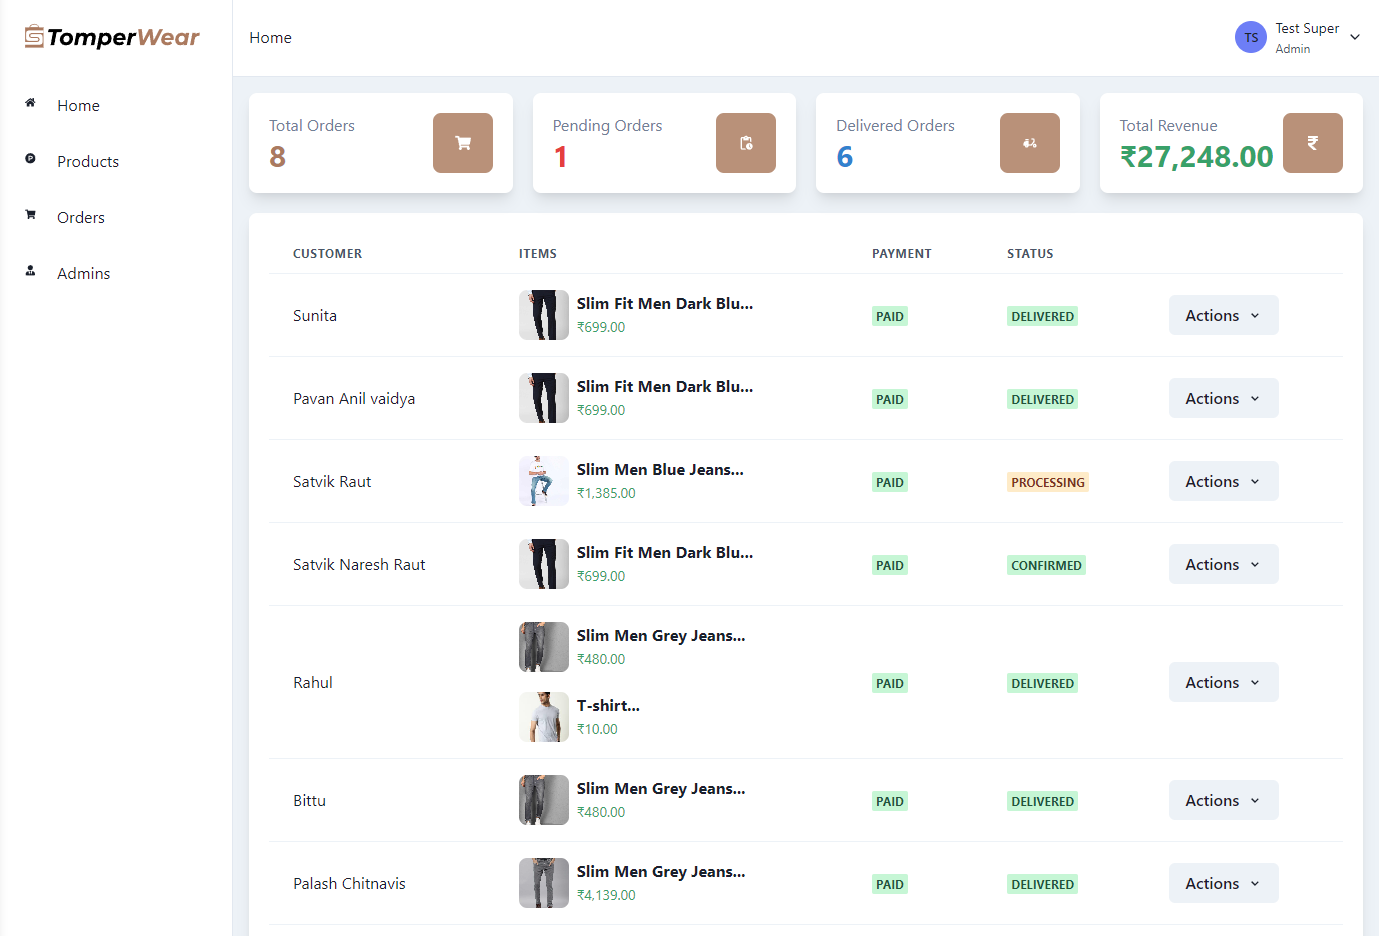 TomperWear
Home
TS
Test Super
Admin
Home
Products
Orders
Admins
Total Orders
8
Pending Orders
1
Delivered Orders
6
Total Revenue
₹27,248.00
₹
CUSTOMER ITEMS PAYMENT STATUS
Sunita
Slim Fit Men Dark Blu...
₹699.00
PAID
DELIVERED
Actions
Pavan Anil vaidya
Slim Fit Men Dark Blu...
₹699.00
PAID
DELIVERED
Actions
Satvik Raut
Slim Men Blue Jeans...
₹1,385.00
PAID
PROCESSING
Actions
Satvik Naresh Raut
Slim Fit Men Dark Blu...
₹699.00
PAID
CONFIRMED
Actions
Rahul
Slim Men Grey Jeans...
₹480.00
T-shirt...
₹10.00
PAID
DELIVERED
Actions
Bittu
Slim Men Grey Jeans...
₹480.00
PAID
DELIVERED
Actions
Palash Chitnavis
Slim Men Grey Jeans...
₹4,139.00
PAID
DELIVERED
Actions